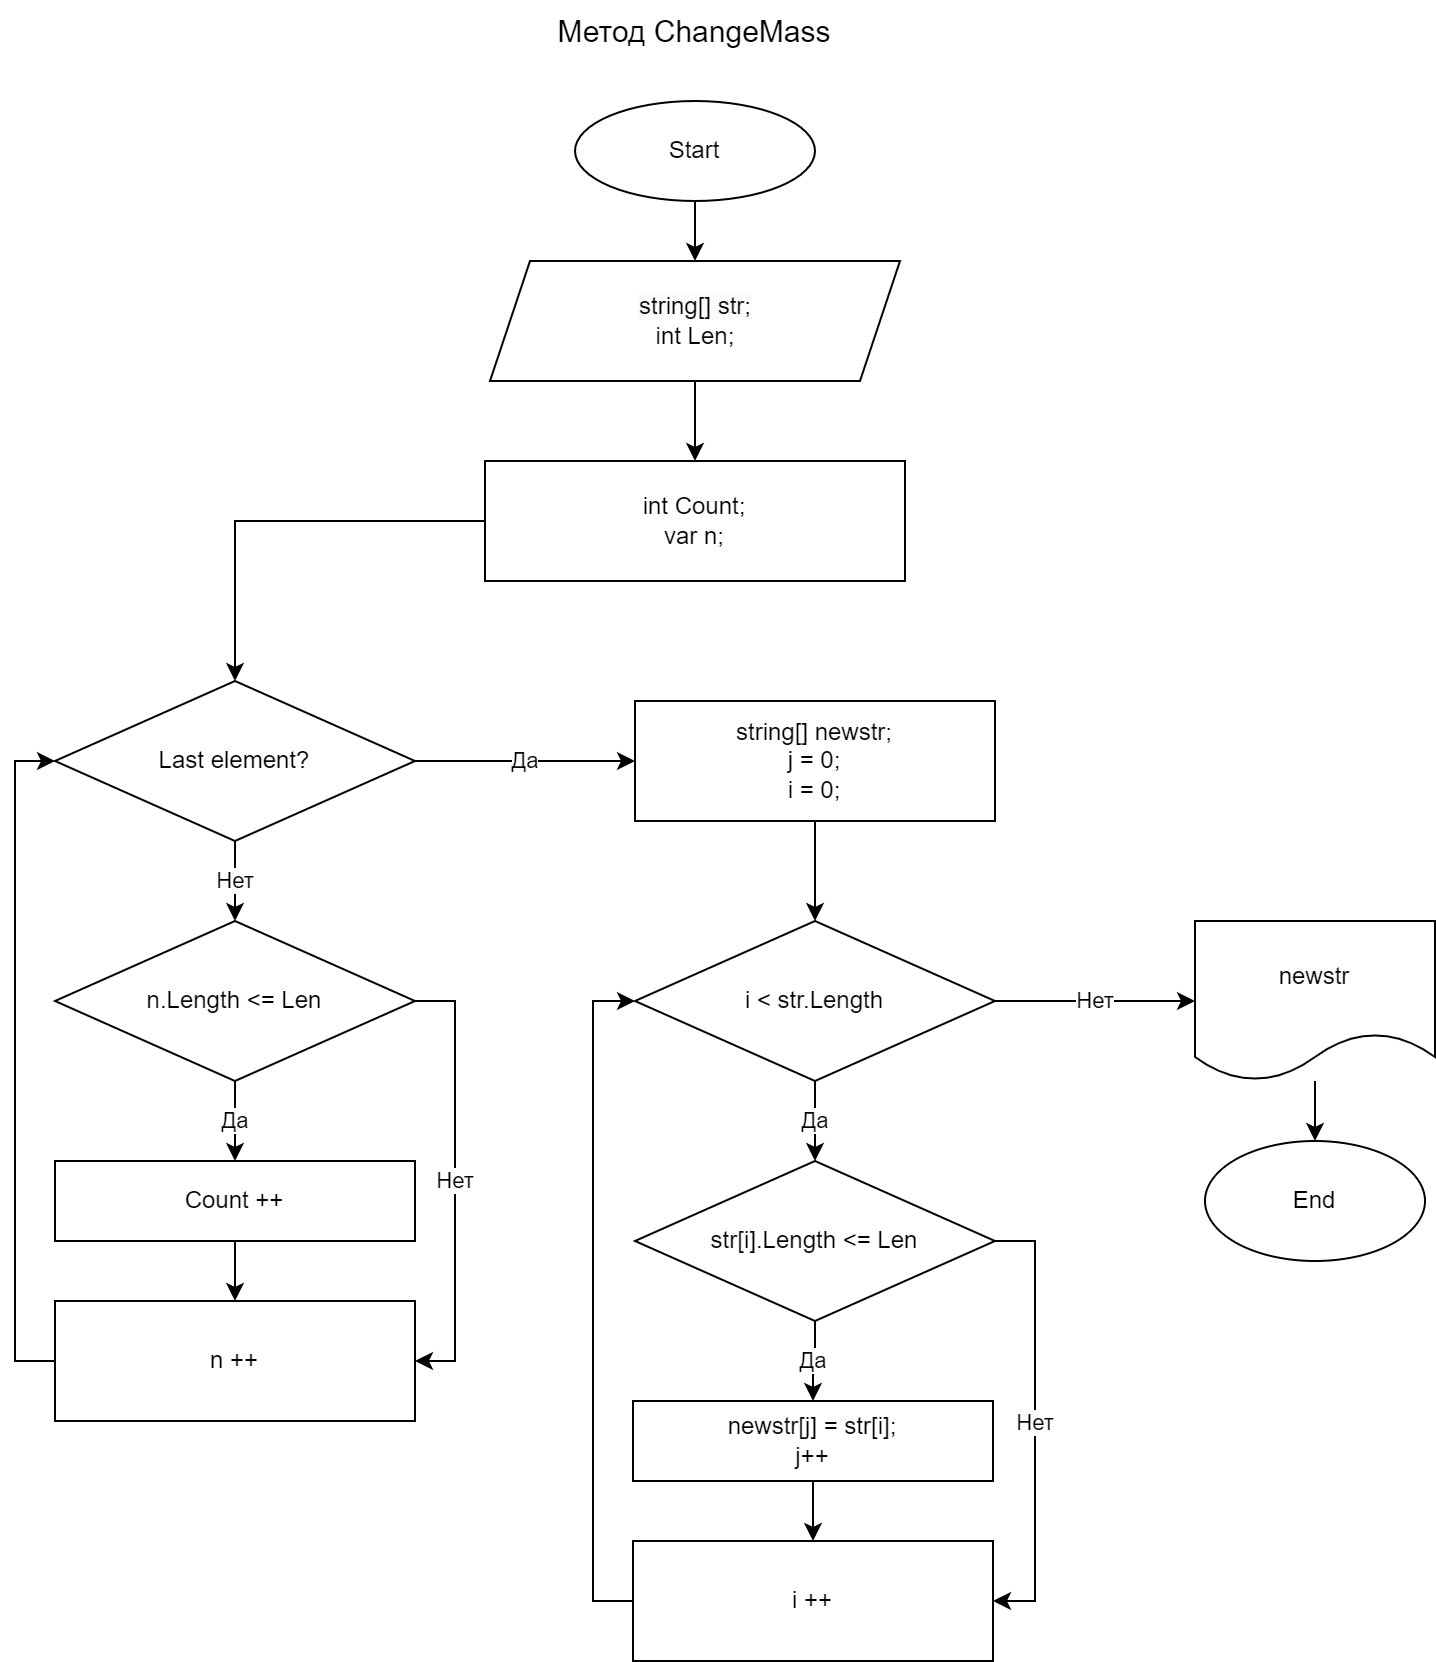 Метод ChangeMass
Start
string[] str;
int Len;
int Count;
var n;
Last element?
Да
string[] newstr;
j = 0;
i = 0;
Нет
n.Length <= Len
Да
Нет
Count ++
n ++
i < str.Length
Нет
newstr
End
Да
str[i].Length <= Len
Да
Нет
newstr[j] = str[i];
j++
i ++